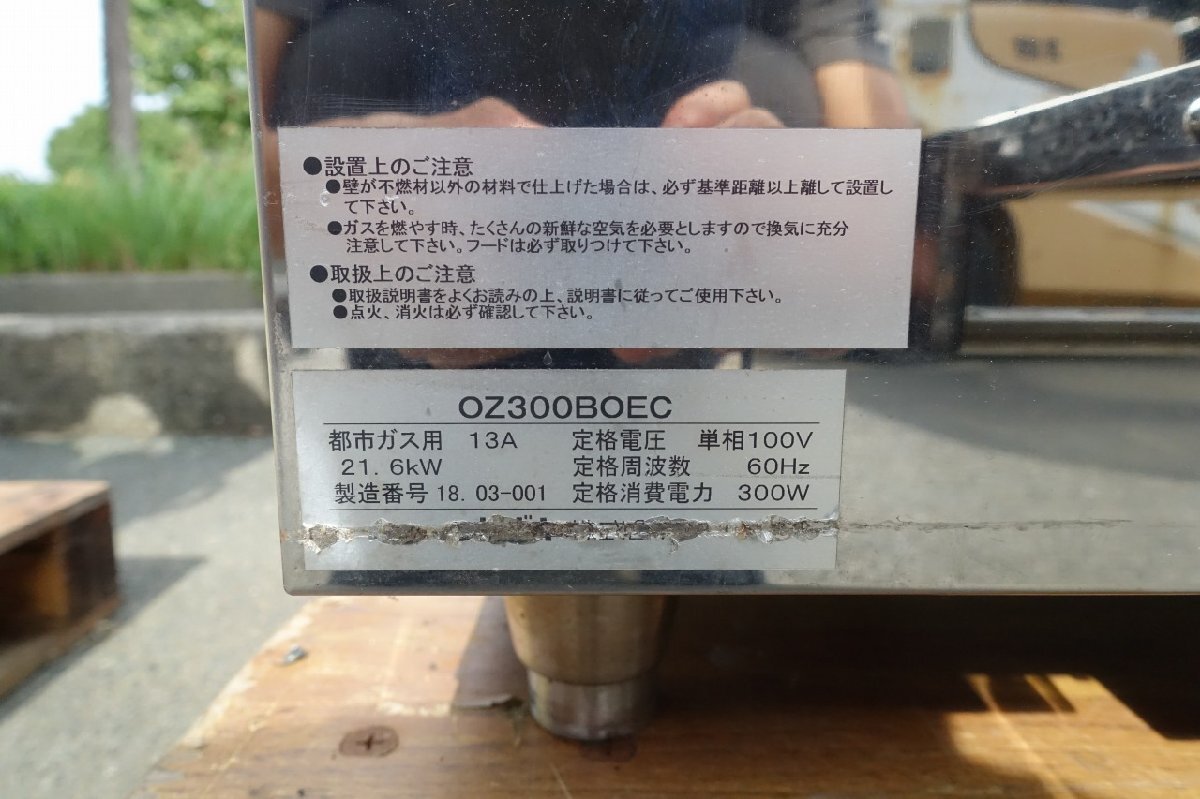 ●設置上のご注意
●壁が不燃材以外の材料で仕上げた場合は、必ず基準距離以上離して設置し
て下さい。
●ガスを燃やす時、たくさんの新鮮な空気を必要としますので換気に充分
注意して下さい。フードは必ず取りつけて下さい。
●取扱上のご注意
●取扱説明書をよくお読みの上、説明書に従ってご使用下さい。
●点火、消火は必ず確認して下さい。
OZ300BOEC
都市ガス用 13A 定格電圧 単相100V
21.6kW 定格周波数 60Hz
製造番号 18.03-001 定格消費電力 300W